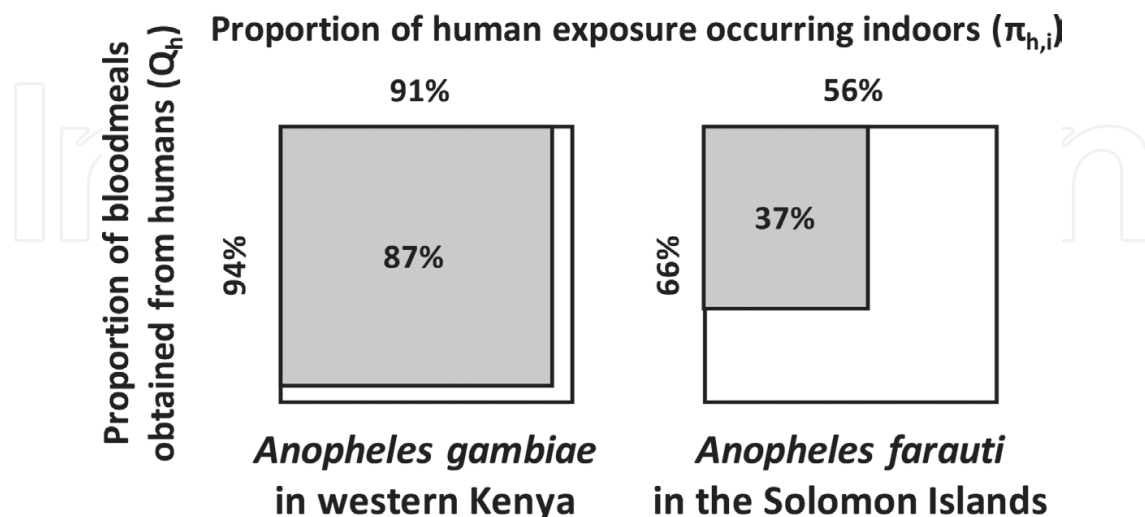 Proportion of human exposure occurring indoors (πh,i)
Proportion of bloodmeals
obtained from humans (Qh)
91%
94%
87%
56%
66%
37%
Anopheles gambiae
in western Kenya
Anopheles farauti
in the Solomon Islands